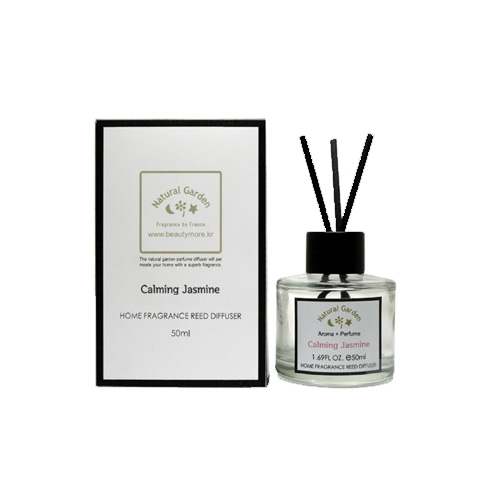 Natural Garden
Fragrance by France
www.beautymore.kr
The natural garden perfume diffuser will per
meate your home with a superb fragrance.
Calming Jasmine
HOME FRAGRANCE REED DIFFUSER
50ml
Natural Garden
Aroma + Perfume
Calming Jasmine
1.69FL OZ. ℮50ml
HOME FRAGRANCE REED DIFFUSER